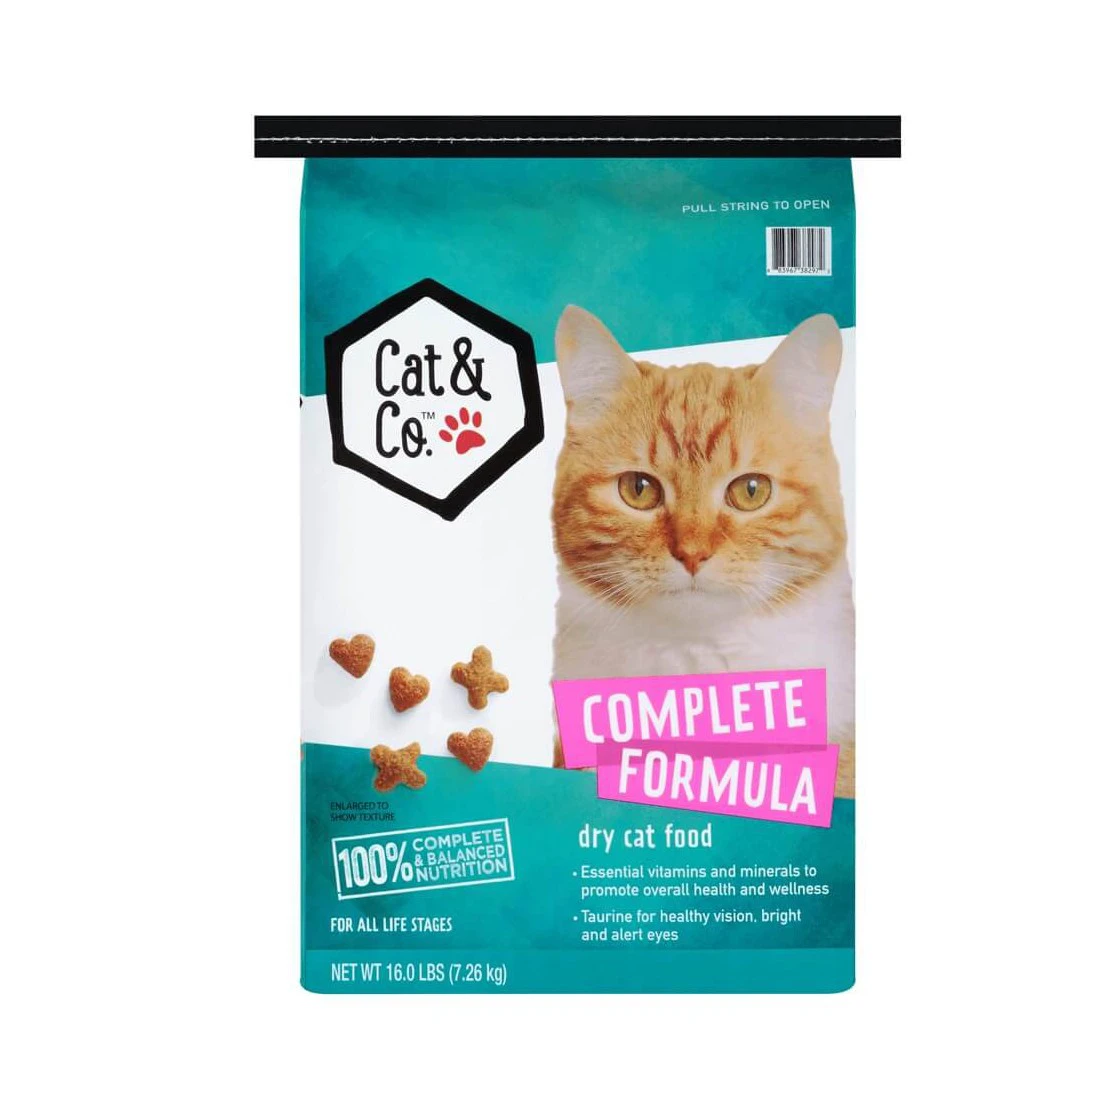 PULL STRING TO OPEN
Cat &
Co.™
COMPLETE
FORMULA
ENLARGED TO
SHOW TEXTURE
100% COMPLETE
& BALANCED
NUTRITION
dry cat food
• Essential vitamins and minerals to
promote overall health and wellness
• Taurine for healthy vision, bright
and alert eyes
FOR ALL LIFE STAGES
NET WT 16.0 LBS (7.26 kg)